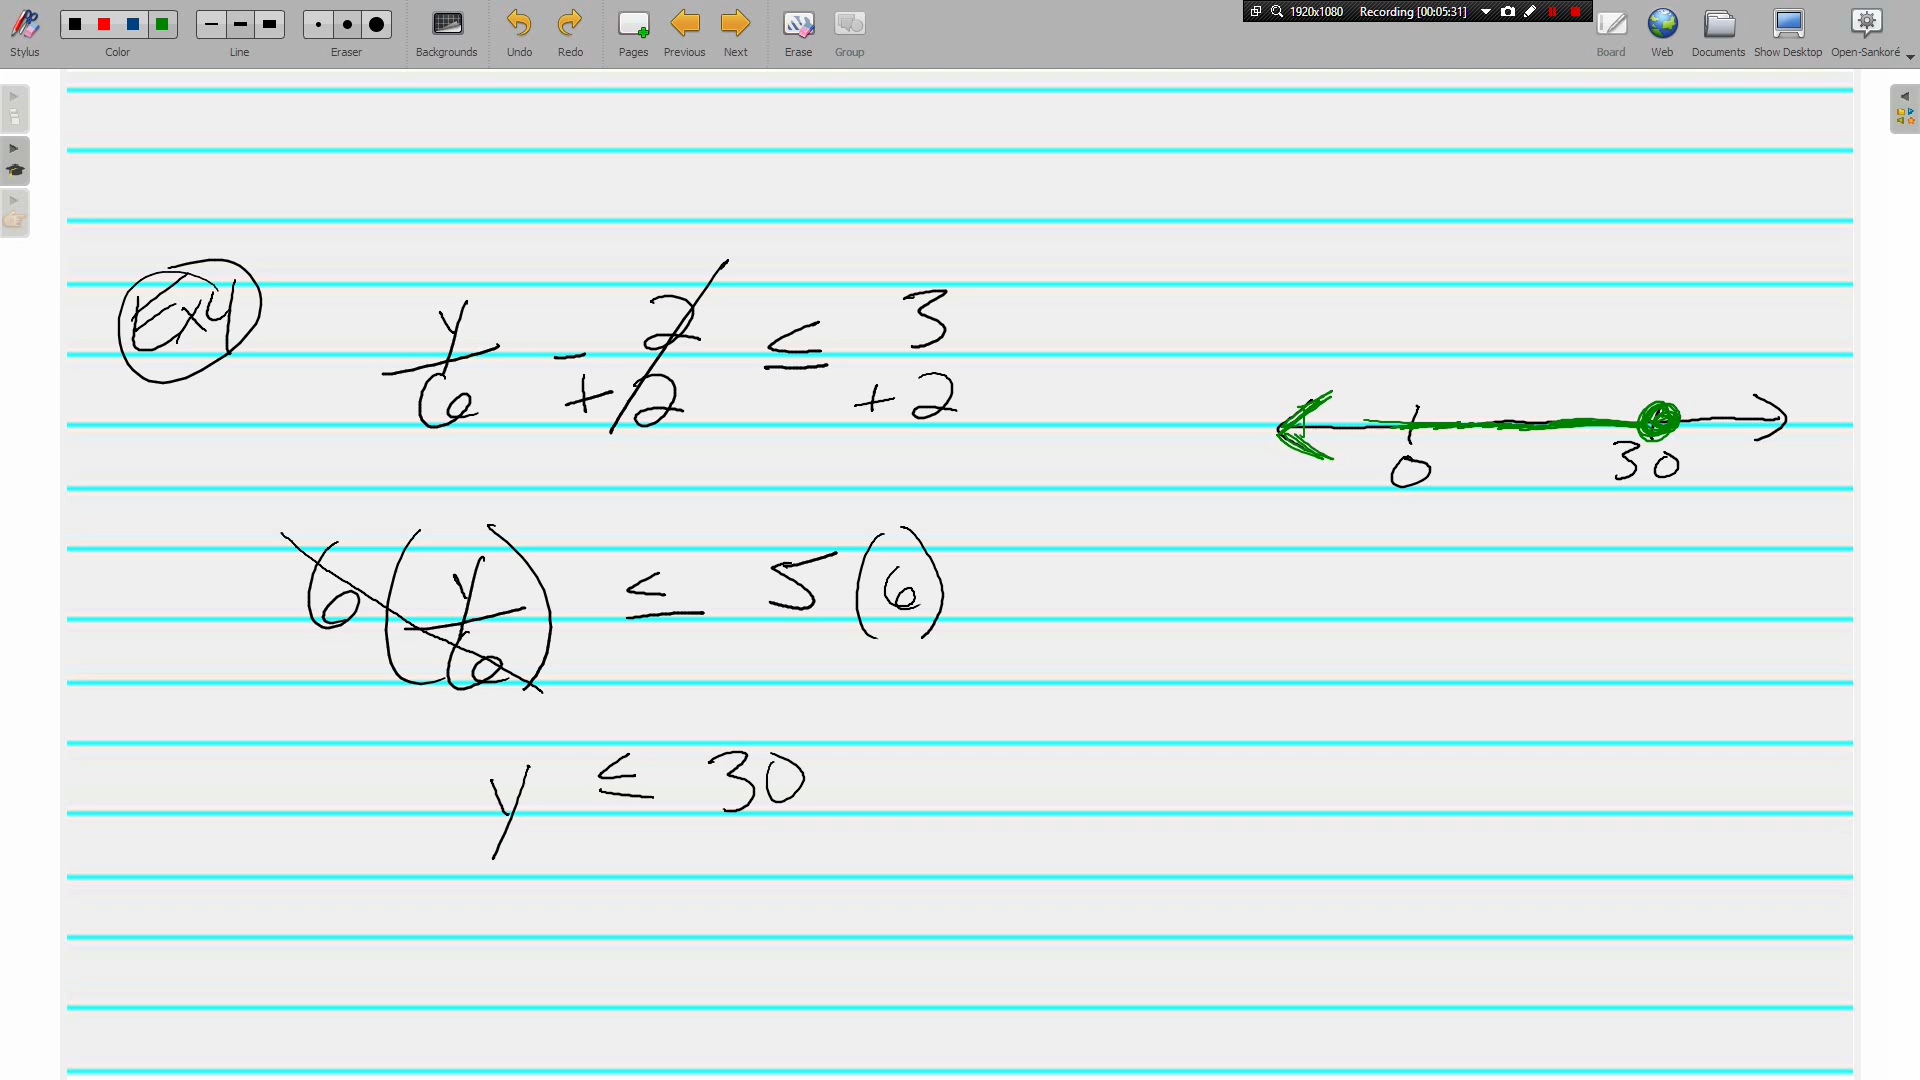 1920x1080 Recording [00:05:31]
Stylus Color Line Eraser Backgrounds Undo Redo Pages Previous Next Erase Group Board Web Documents Show Desktop Open-Sankoré
Ex4
y/6 - 2 ≤ 3
+2 +2
0 30
6(y/6) ≤ 5(6)
y ≤ 30